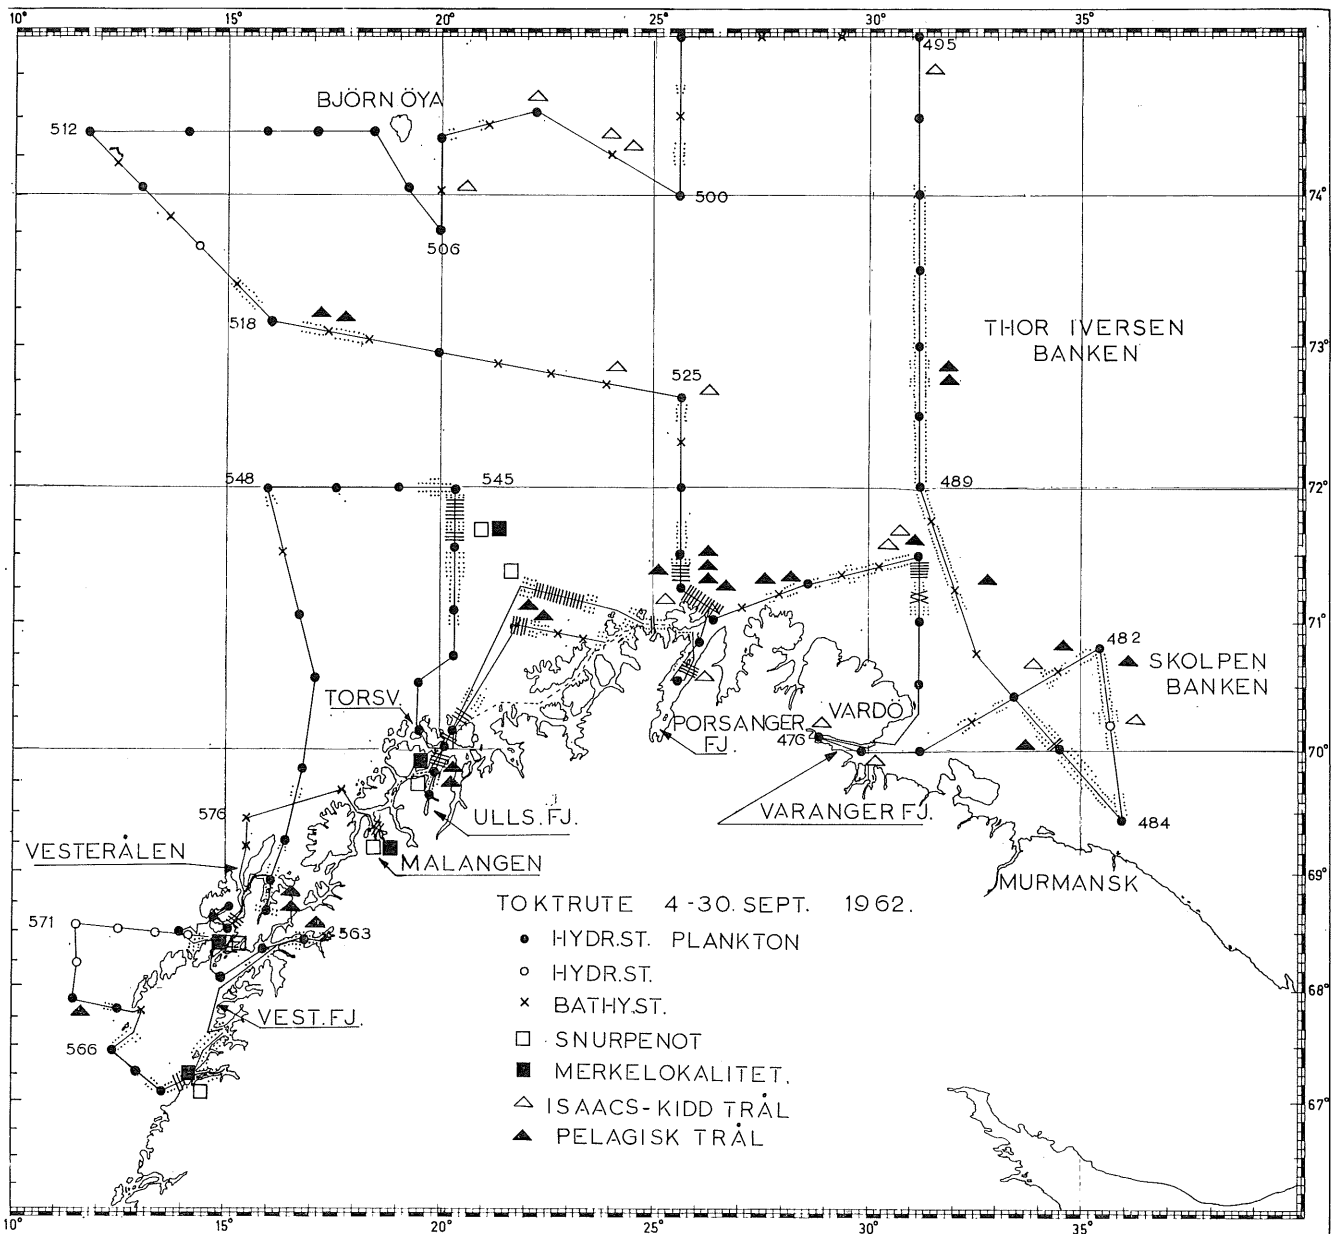 10° 15° 20° 25° 30° 35°
495
BJÖRN ÖYA
512
74°
500
506
518
THOR IVERSEN
BANKEN
73°
525
548
545
489
72°
71°
482
SKOLPEN
BANKEN
TORSV.
PORSANGER
FJ.
VARDÖ
476
70°
576
ULLS.FJ.
VARANGER FJ.
484
VESTERÅLEN
MALANGEN
MURMANSK
69°
571
563
TOKTRUTE 4-30. SEPT. 1962.
HYDR.ST. PLANKTON
HYDR.ST.
BATHY.ST.
SNURPENOT
MERKELOKALITET.
ISAACS-KIDD TRÅL
PELAGISK TRÅL
68°
VEST.FJ.
566
67°
10° 15° 20° 25° 30° 35°